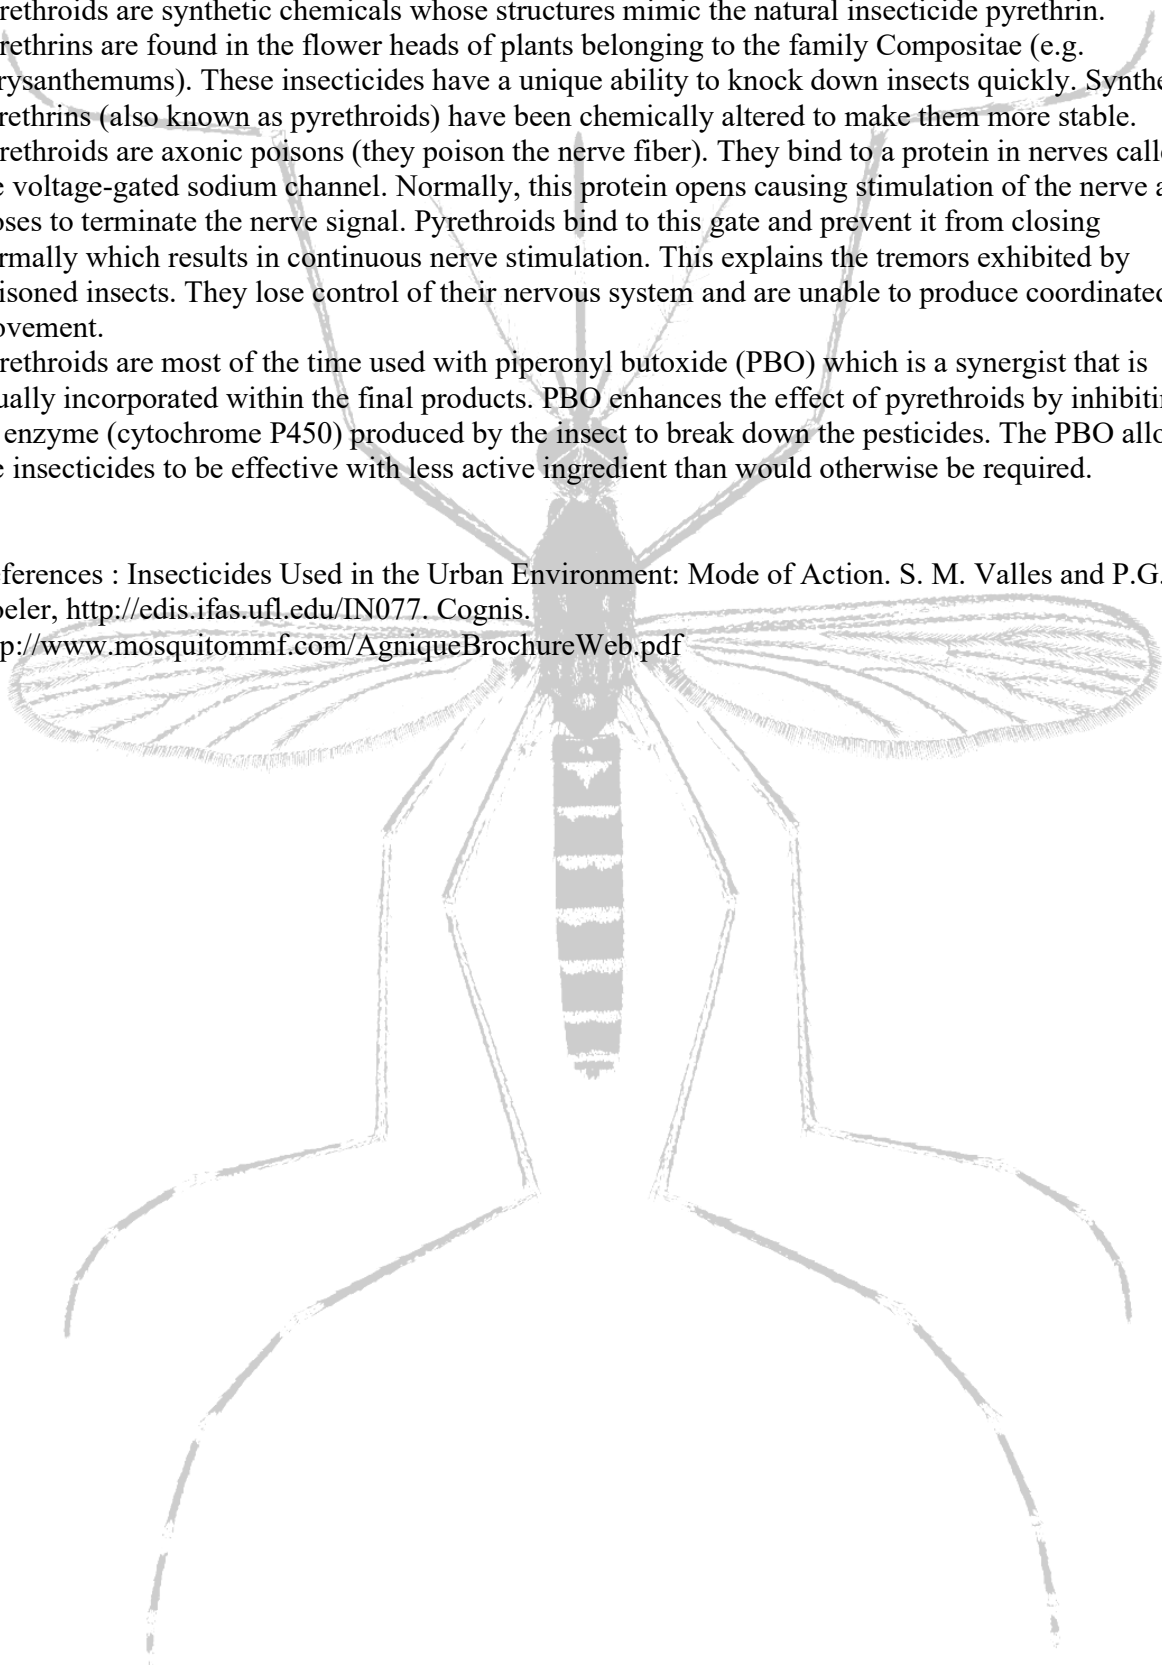 rethroids are synthetic chemicals whose structures mimic the natural insecticide pyrethrin.
rethrins are found in the flower heads of plants belonging to the family Compositae (e.g.
rysanthemums). These insecticides have a unique ability to knock down insects quickly. Synthe
rethrins (also known as pyrethroids) have been chemically altered to make them more stable.
rethroids are axonic poisons (they poison the nerve fiber). They bind to a protein in nerves calle
e voltage-gated sodium channel. Normally, this protein opens causing stimulation of the nerve a
oses to terminate the nerve signal. Pyrethroids bind to this gate and prevent it from closing
rmally which results in continuous nerve stimulation. This explains the tremors exhibited by
isoned insects. They lose control of their nervous system and are unable to produce coordinated
ovement.
rethroids are most of the time used with piperonyl butoxide (PBO) which is a synergist that is
ually incorporated within the final products. PBO enhances the effect of pyrethroids by inhibitin
enzyme (cytochrome P450) produced by the insect to break down the pesticides. The PBO allo
e insecticides to be effective with less active ingredient than would otherwise be required.
ferences : Insecticides Used in the Urban Environment: Mode of Action. S. M. Valles and P.G.
eler, http://edis.ifas.ufl.edu/IN077. Cognis.
p://www.mosquitommf.com/AgniqueBrochureWeb.pdf